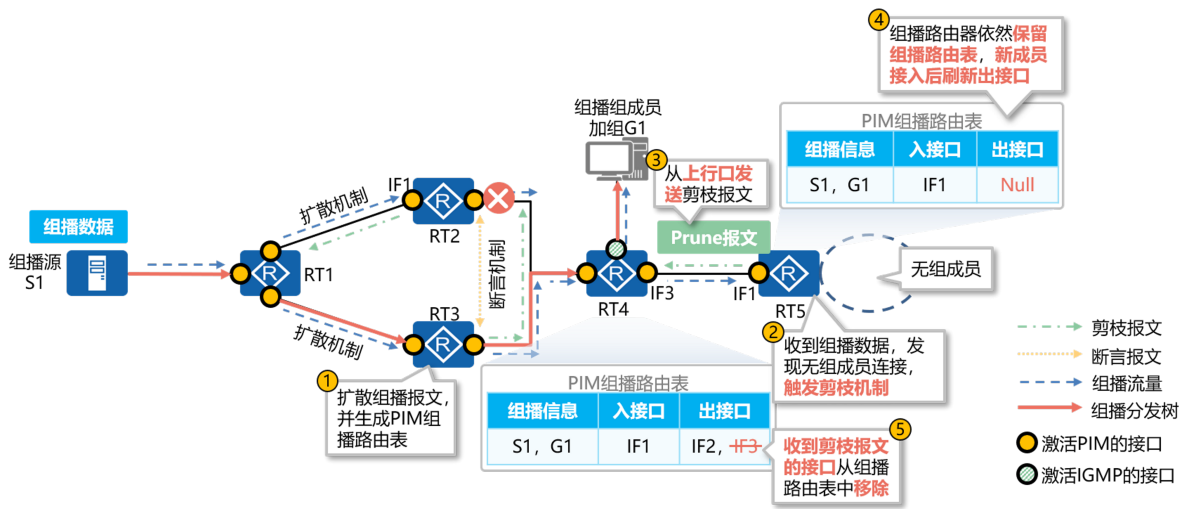 ④
组播路由器依然保留
组播路由表，新成员
接入后刷新出接口
组播组成员
加组G1
PIM组播路由表
组播信息 入接口 出接口
S1，G1 IF1 Null
③
从上行口发
送剪枝报文
Prune报文
组播数据
组播源
S1
扩散机制
IF1
R
RT2
R
RT1
断言机制
R
RT4
IF3
IF1
R
RT5
无组成员
扩散机制
RT3
R
①
扩散组播报文，
并生成PIM组
播路由表
②
收到组播数据，发
现无组成员连接，
触发剪枝机制
PIM组播路由表
组播信息 入接口 出接口
S1，G1 IF1 IF2，IF3
⑤
收到剪枝报文
的接口从组播
路由表中移除
剪枝报文
断言报文
组播流量
组播分发树
激活PIM的接口
激活IGMP的接口